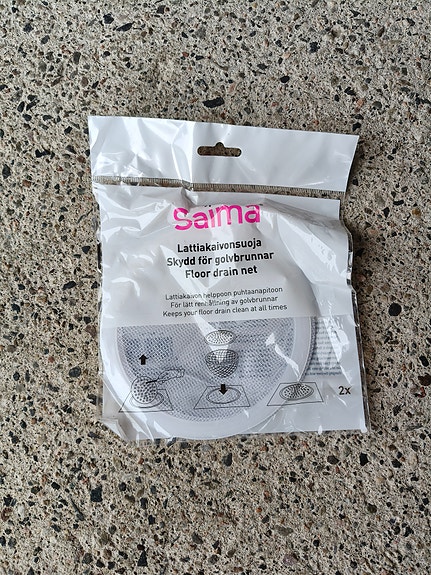 Saima
Lattiakaivonsuoja
Skydd för golvbrunnar
Floor drain net
Lattiakaivon helppoon puhtaanapitoon
För lätt renhållning av golvbrunnar
Keeps your floor drain clean at all times
2x